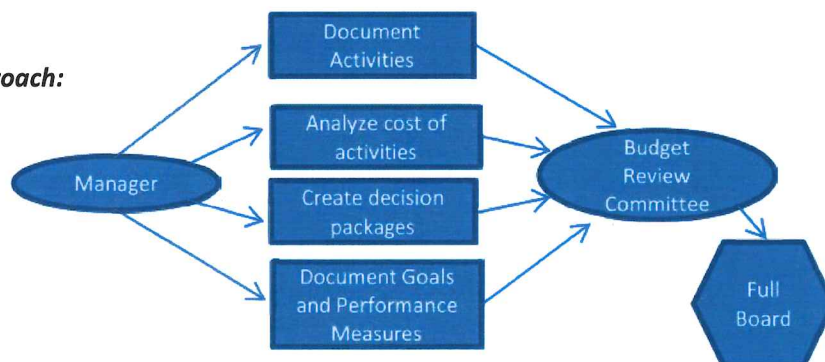 roach:
Document
Activities
Analyze cost of
activities
Manager
Create decision
packages
Document Goals
and Performance
Measures
Budget
Review
Committee
Full
Board